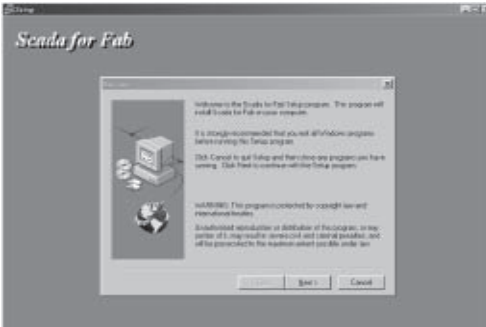 Setup
Scada for Fab
Welcome
Welcome to the Scada for Fab Setup program. This program will
install Scada for Fab on your computer.
It is strongly recommended that you exit all Windows programs
before running this Setup program.
Click Cancel to quit Setup and then close any programs you have
running. Click Next to continue with the Setup program.
WARNING: This program is protected by copyright law and
international treaties.
Unauthorized reproduction or distribution of this program, or any
portion of it, may result in severe civil and criminal penalties, and
will be prosecuted to the maximum extent possible under law.
Next >
Cancel